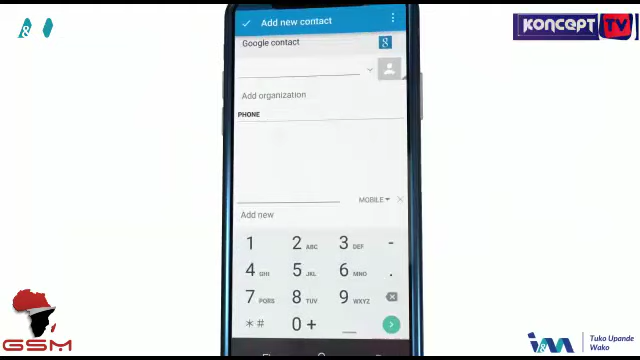 &
KONCEPT TV
Add new contact
Google contact
g
Add organization
PHONE
MOBILE
Add new
1 2 ABC 3 DEF -
4 GHI 5 JKL 6 MNO .
7 PQRS 8 TUV 9 WXYZ
*# 0 +
GSM
I&M Tuko Upande
Wako